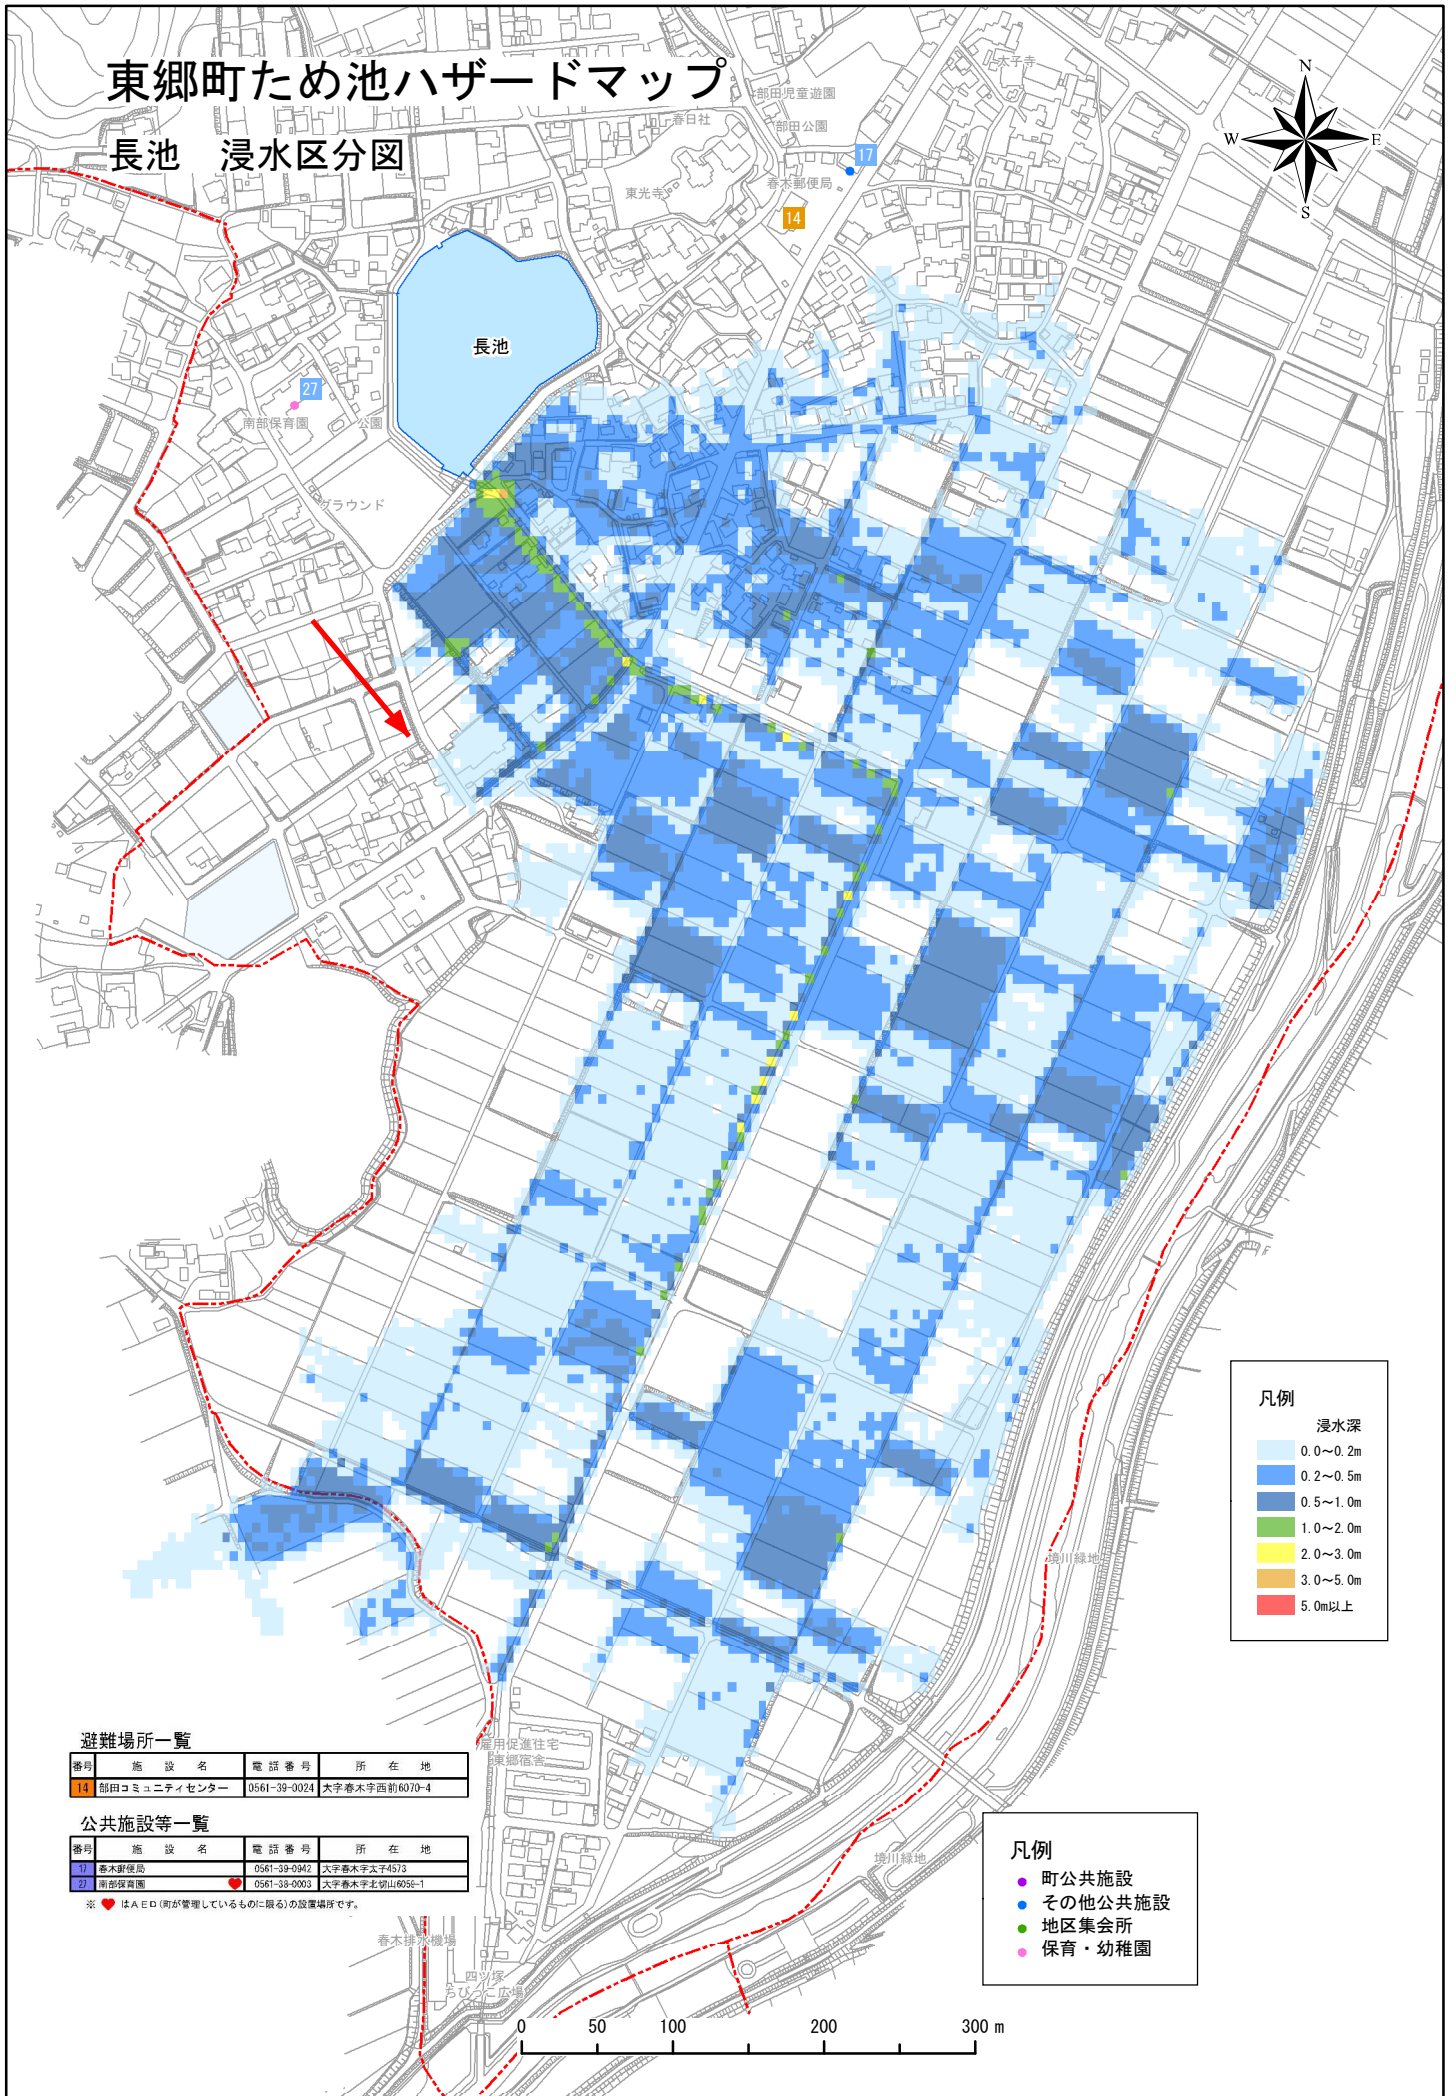 東郷町ため池ハザードマップ
長池　浸水区分図
部田児童遊園
太子寺
春日社
部田公園
17
春木郵便局
東光寺
14
N
W E
S
長池
27
南部保育園
公園
グラウンド
凡例
浸水深
0.0～0.2m
0.2～0.5m
0.5～1.0m
1.0～2.0m
2.0～3.0m
3.0～5.0m
5.0m以上
境川緑地
避難場所一覧
番号 施設名 電話番号 所在地
14 部田コミュニティセンター 0561-39-0024 大字春木字西前6070-4
公共施設等一覧
番号 施設名 電話番号 所在地
17 春木郵便局 0561-39-0942 大字春木字太子4573
27 南部保育園 0561-38-0003 大字春木字北切山6059-1
※ ♥ はAED（町が管理しているものに限る）の設置場所です。
雇用促進住宅
東郷宿舎
境川緑地
凡例
町公共施設
その他公共施設
地区集会所
保育・幼稚園
春木排水機場
四ツ塚
ちびっこ広場
0 50 100 200 300 m